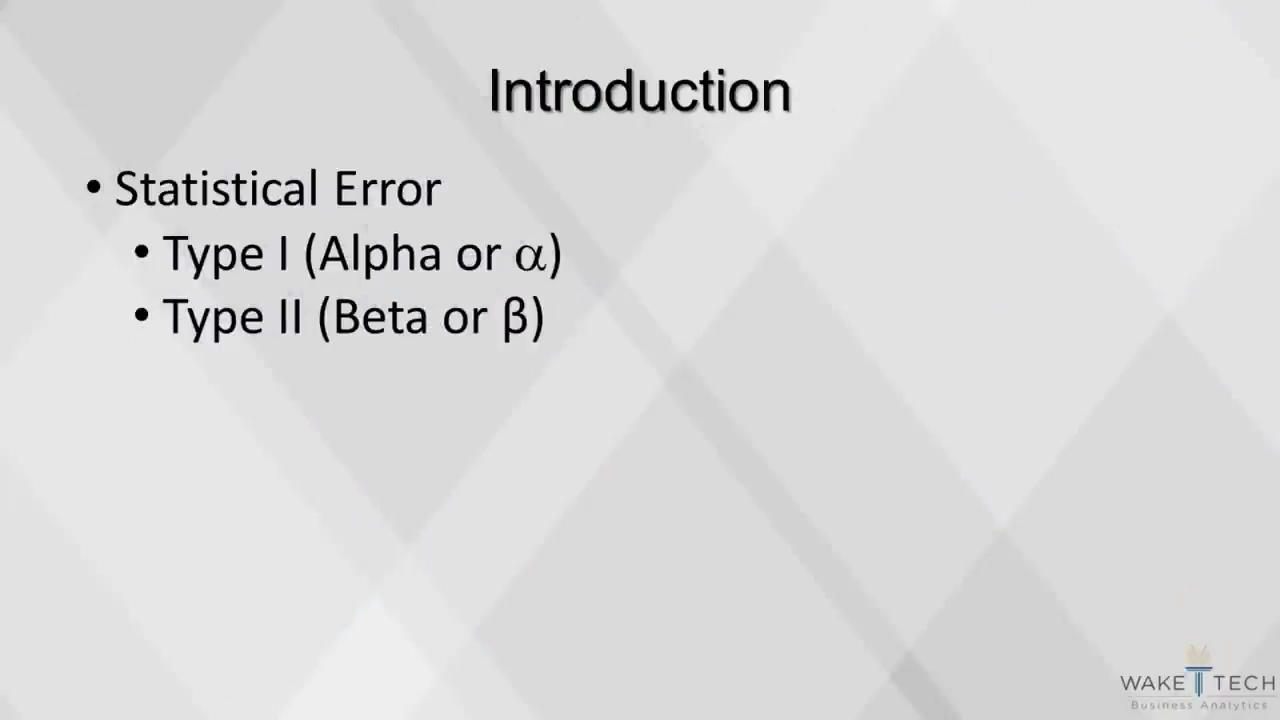 Introduction
• Statistical Error
• Type I (Alpha or α)
• Type II (Beta or β)
WAKE TECH
Business Analytics